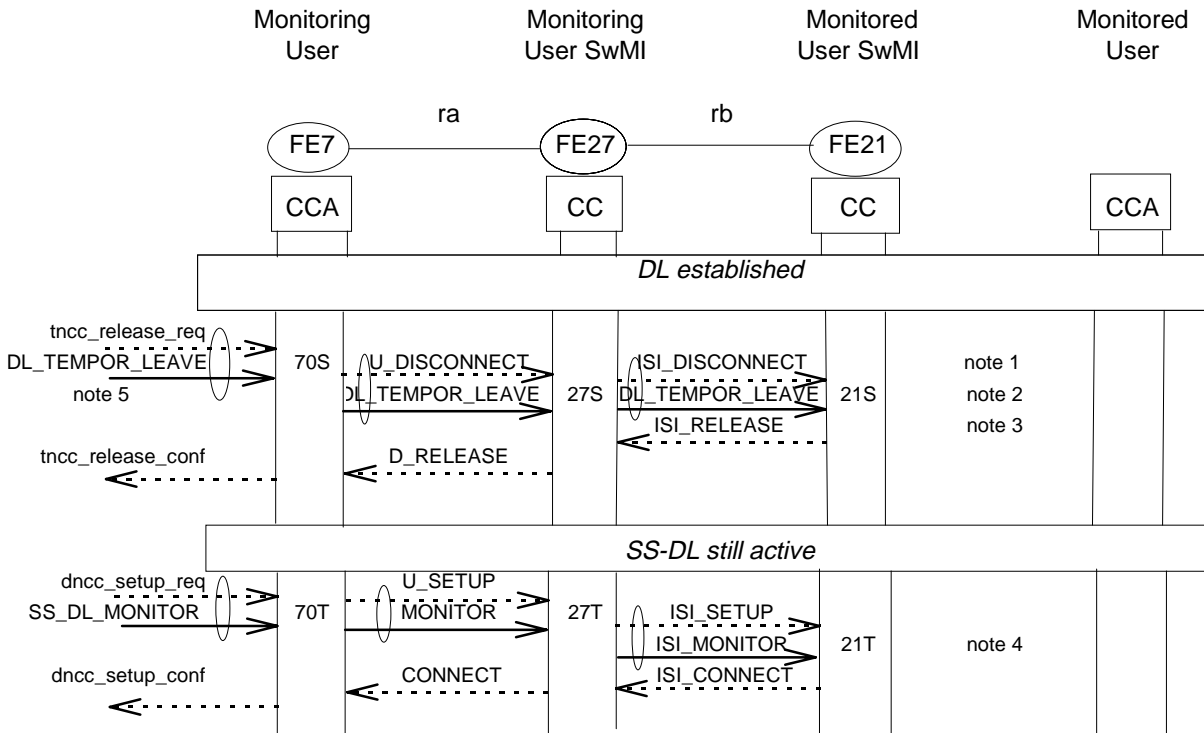 Monitoring User
Monitoring User SwMI
Monitored User SwMI
Monitored User
ra
rb
FE7
FE27
FE21
CCA
CC
CC
CCA
DL established
tncc_release_req
DL_TEMPOR_LEAVE
note 5
70S
U_DISCONNECT
DL_TEMPOR_LEAVE
27S
ISI_DISCONNECT
DL_TEMPOR_LEAVE
21S
note 1
note 2
note 3
ISI_RELEASE
D_RELEASE
tncc_release_conf
SS-DL still active
dncc_setup_req
SS_DL_MONITOR
70T
U_SETUP
MONITOR
27T
ISI_SETUP
ISI_MONITOR
21T
note 4
ISI_CONNECT
CONNECT
dncc_setup_conf